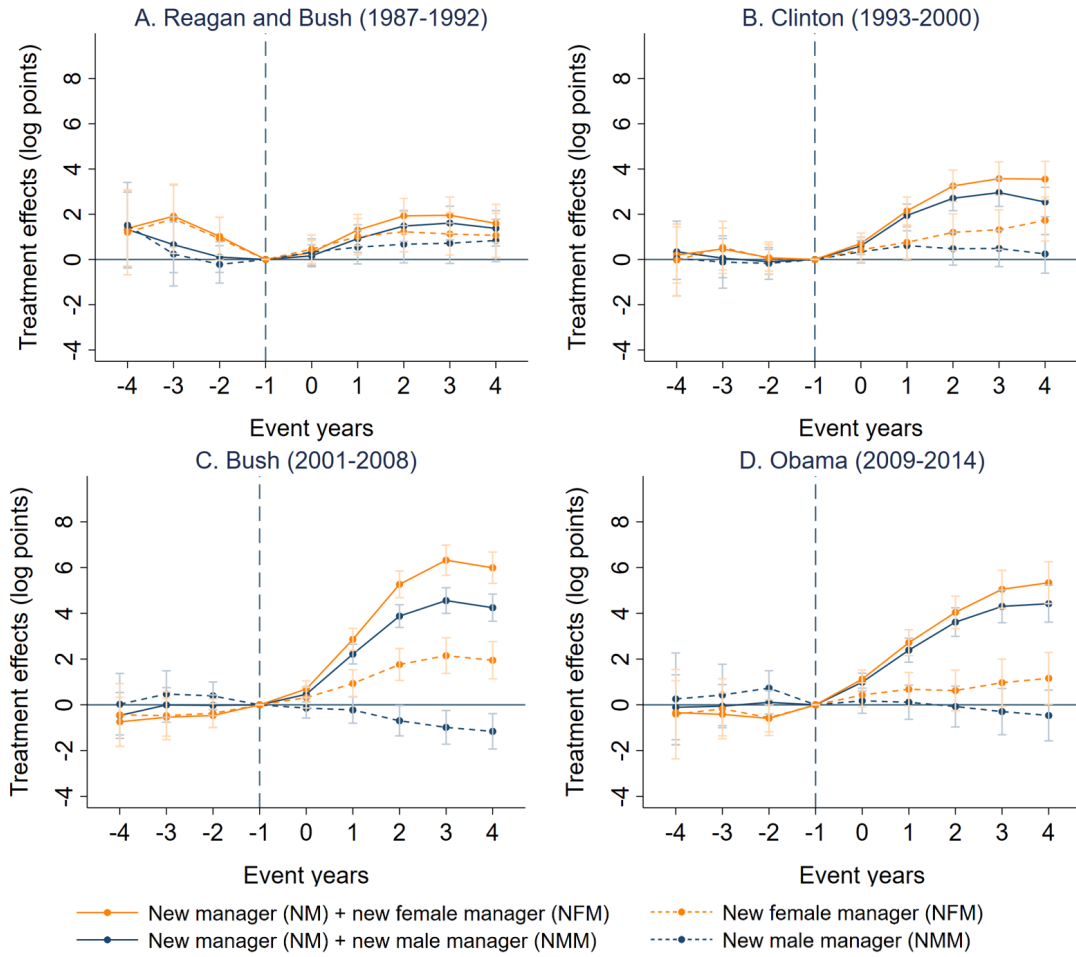 A. Reagan and Bush (1987-1992)
Treatment effects (log points)
8
6
4
2
0
-2
-4
-4 -3 -2 -1 0 1 2 3 4
Event years
B. Clinton (1993-2000)
Treatment effects (log points)
8
6
4
2
0
-2
-4
-4 -3 -2 -1 0 1 2 3 4
Event years
C. Bush (2001-2008)
Treatment effects (log points)
8
6
4
2
0
-2
-4
-4 -3 -2 -1 0 1 2 3 4
Event years
D. Obama (2009-2014)
Treatment effects (log points)
8
6
4
2
0
-2
-4
-4 -3 -2 -1 0 1 2 3 4
Event years
New manager (NM) + new female manager (NFM)
New female manager (NFM)
New manager (NM) + new male manager (NMM)
New male manager (NMM)